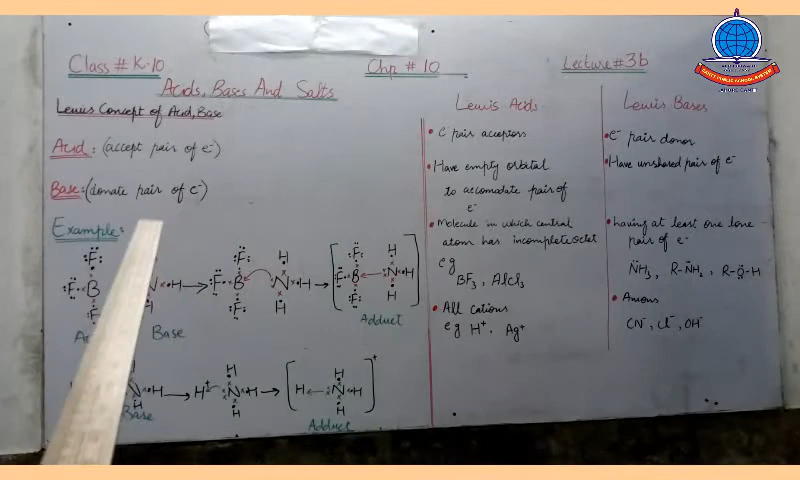 Class # K-10
Chp # 10
Lecture # 3b
Acids, Bases And Salts
Lewis Concept of Acid, Base
Acid: (accept pair of e⁻)
Base: (donate pair of e⁻)
Example:
F F B F
N H
F F B F
H N H H
F F B F
H N H H
Base
Adduct
H
N H
H
Base
H⁺
H
N H
H
H
H
N H
H
+
Adduct
Lewis Acids
e⁻ pair acceptors
Have empty orbital
to accomodate pair of
e⁻
Molecule in which central
atom has incomplete octet
eg
BF₃, AlCl₃
All cations
eg H⁺, Ag⁺
Lewis Bases
e⁻ pair donor
Have unshared pair of e⁻
having at least one lone
pair of e⁻
NH₃, R-NH₂, R-O-H
Anions
CN⁻, Cl⁻, OH⁻